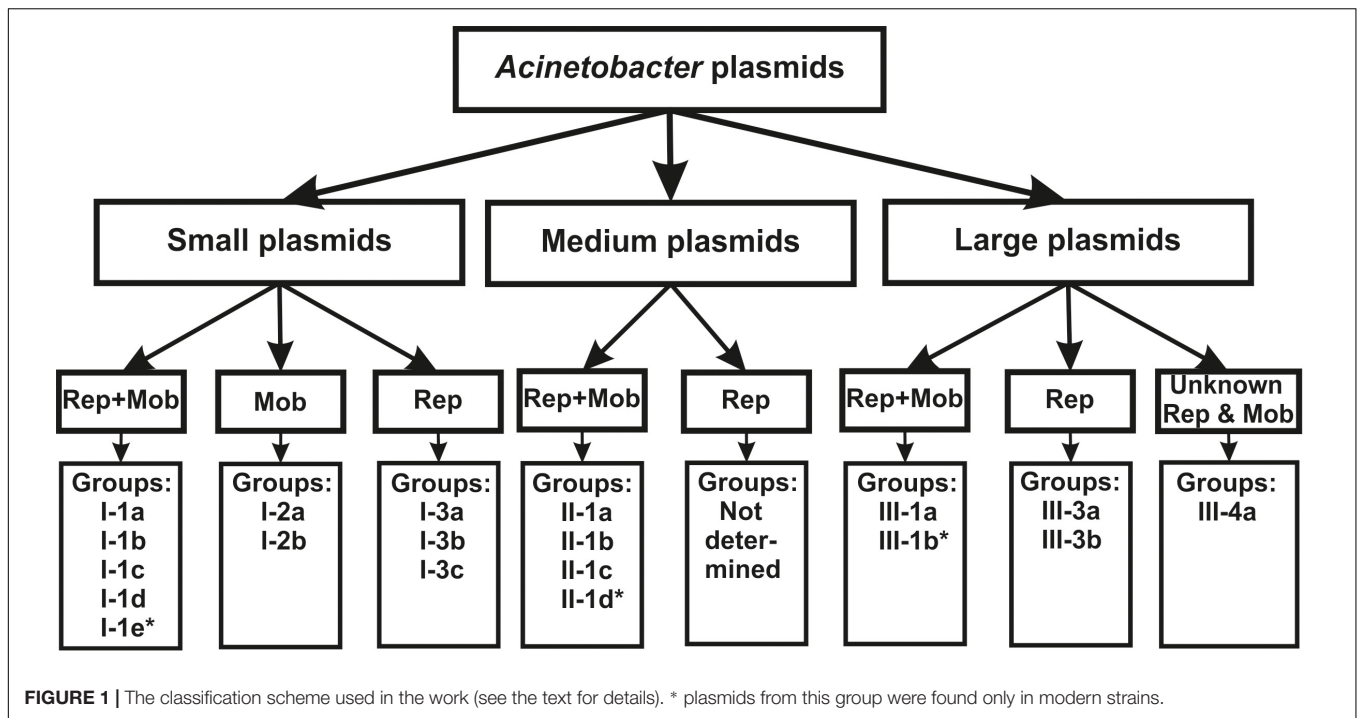 Acinetobacter plasmids
Small plasmids
Medium plasmids
Large plasmids
Rep+Mob
Mob
Rep
Rep+Mob
Rep
Rep+Mob
Rep
Unknown
Rep & Mob
Groups:
I-1a
I-1b
I-1c
I-1d
I-1e*
Groups:
I-2a
I-2b
Groups:
I-3a
I-3b
I-3c
Groups:
II-1a
II-1b
II-1c
II-1d*
Groups:
Not
deter-
mined
Groups:
III-1a
III-1b*
Groups:
III-3a
III-3b
Groups:
III-4a
FIGURE 1 | The classification scheme used in the work (see the text for details). * plasmids from this group were found only in modern strains.